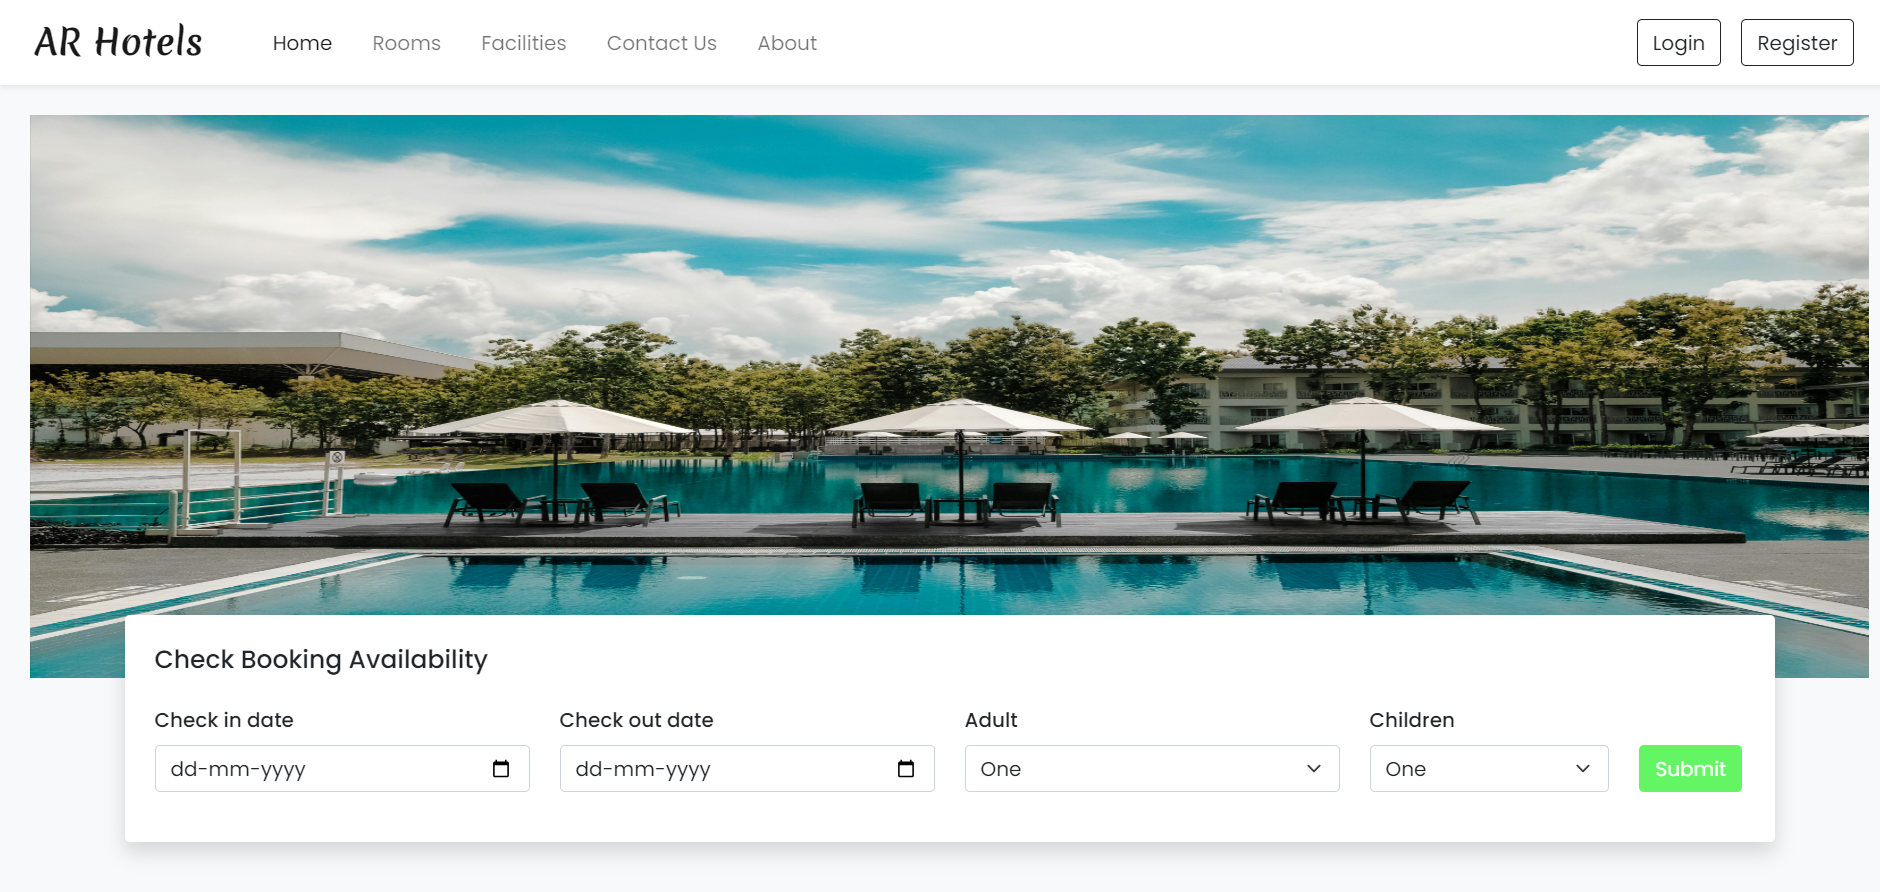 AR Hotels Home Rooms Facilities Contact Us About Login Register
Check Booking Availability
Check in date Check out date Adult Children
dd-mm-yyyy dd-mm-yyyy One One Submit